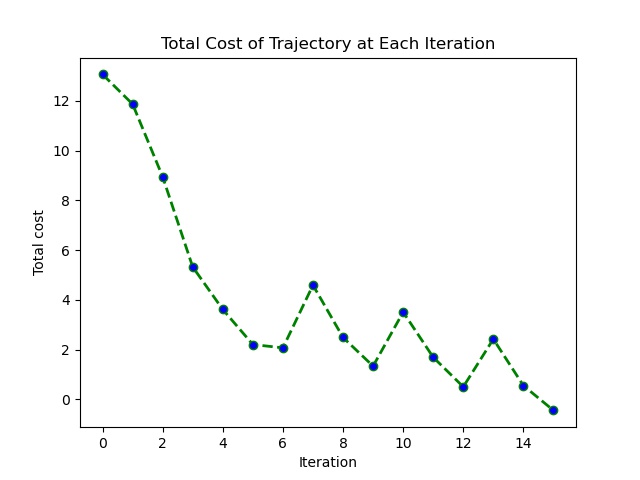 Total Cost of Trajectory at Each Iteration
12
10
8
6
4
2
0
Total cost
0 2 4 6 8 10 12 14
Iteration